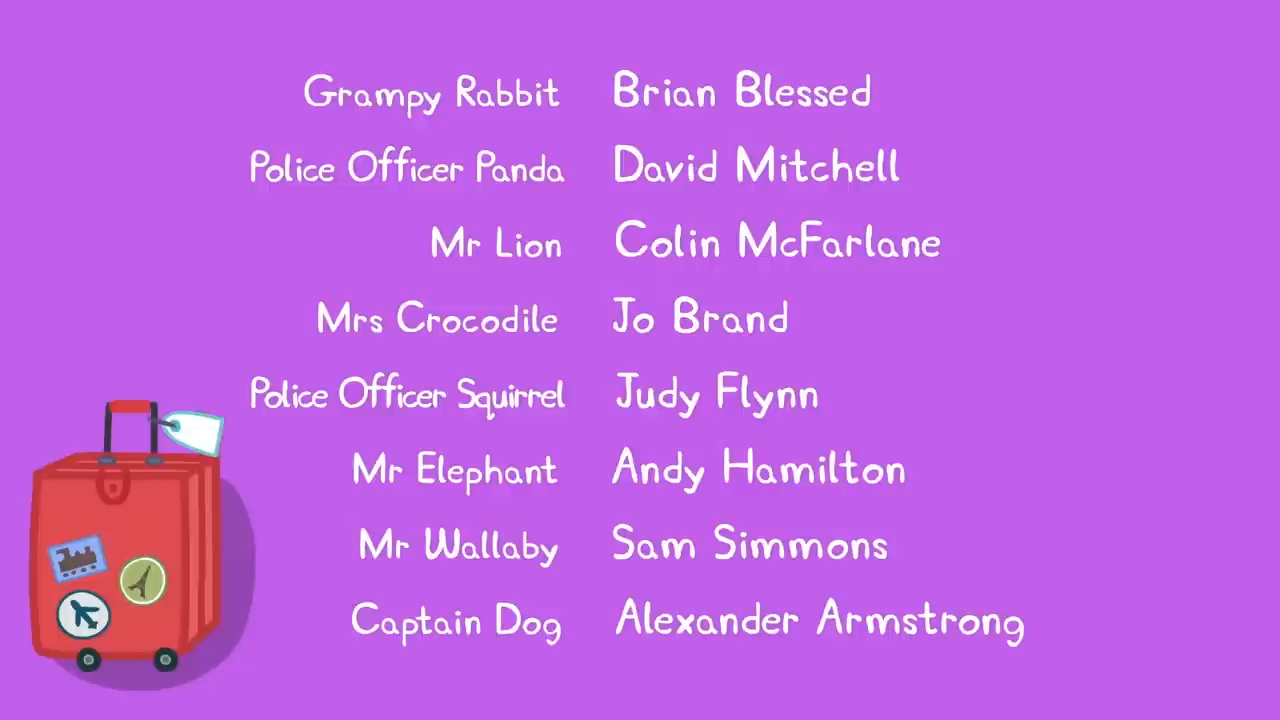 Grampy Rabbit Brian Blessed
Police Officer Panda David Mitchell
Mr Lion Colin McFarlane
Mrs Crocodile Jo Brand
Police Officer Squirrel Judy Flynn
Mr Elephant Andy Hamilton
Mr Wallaby Sam Simmons
Captain Dog Alexander Armstrong